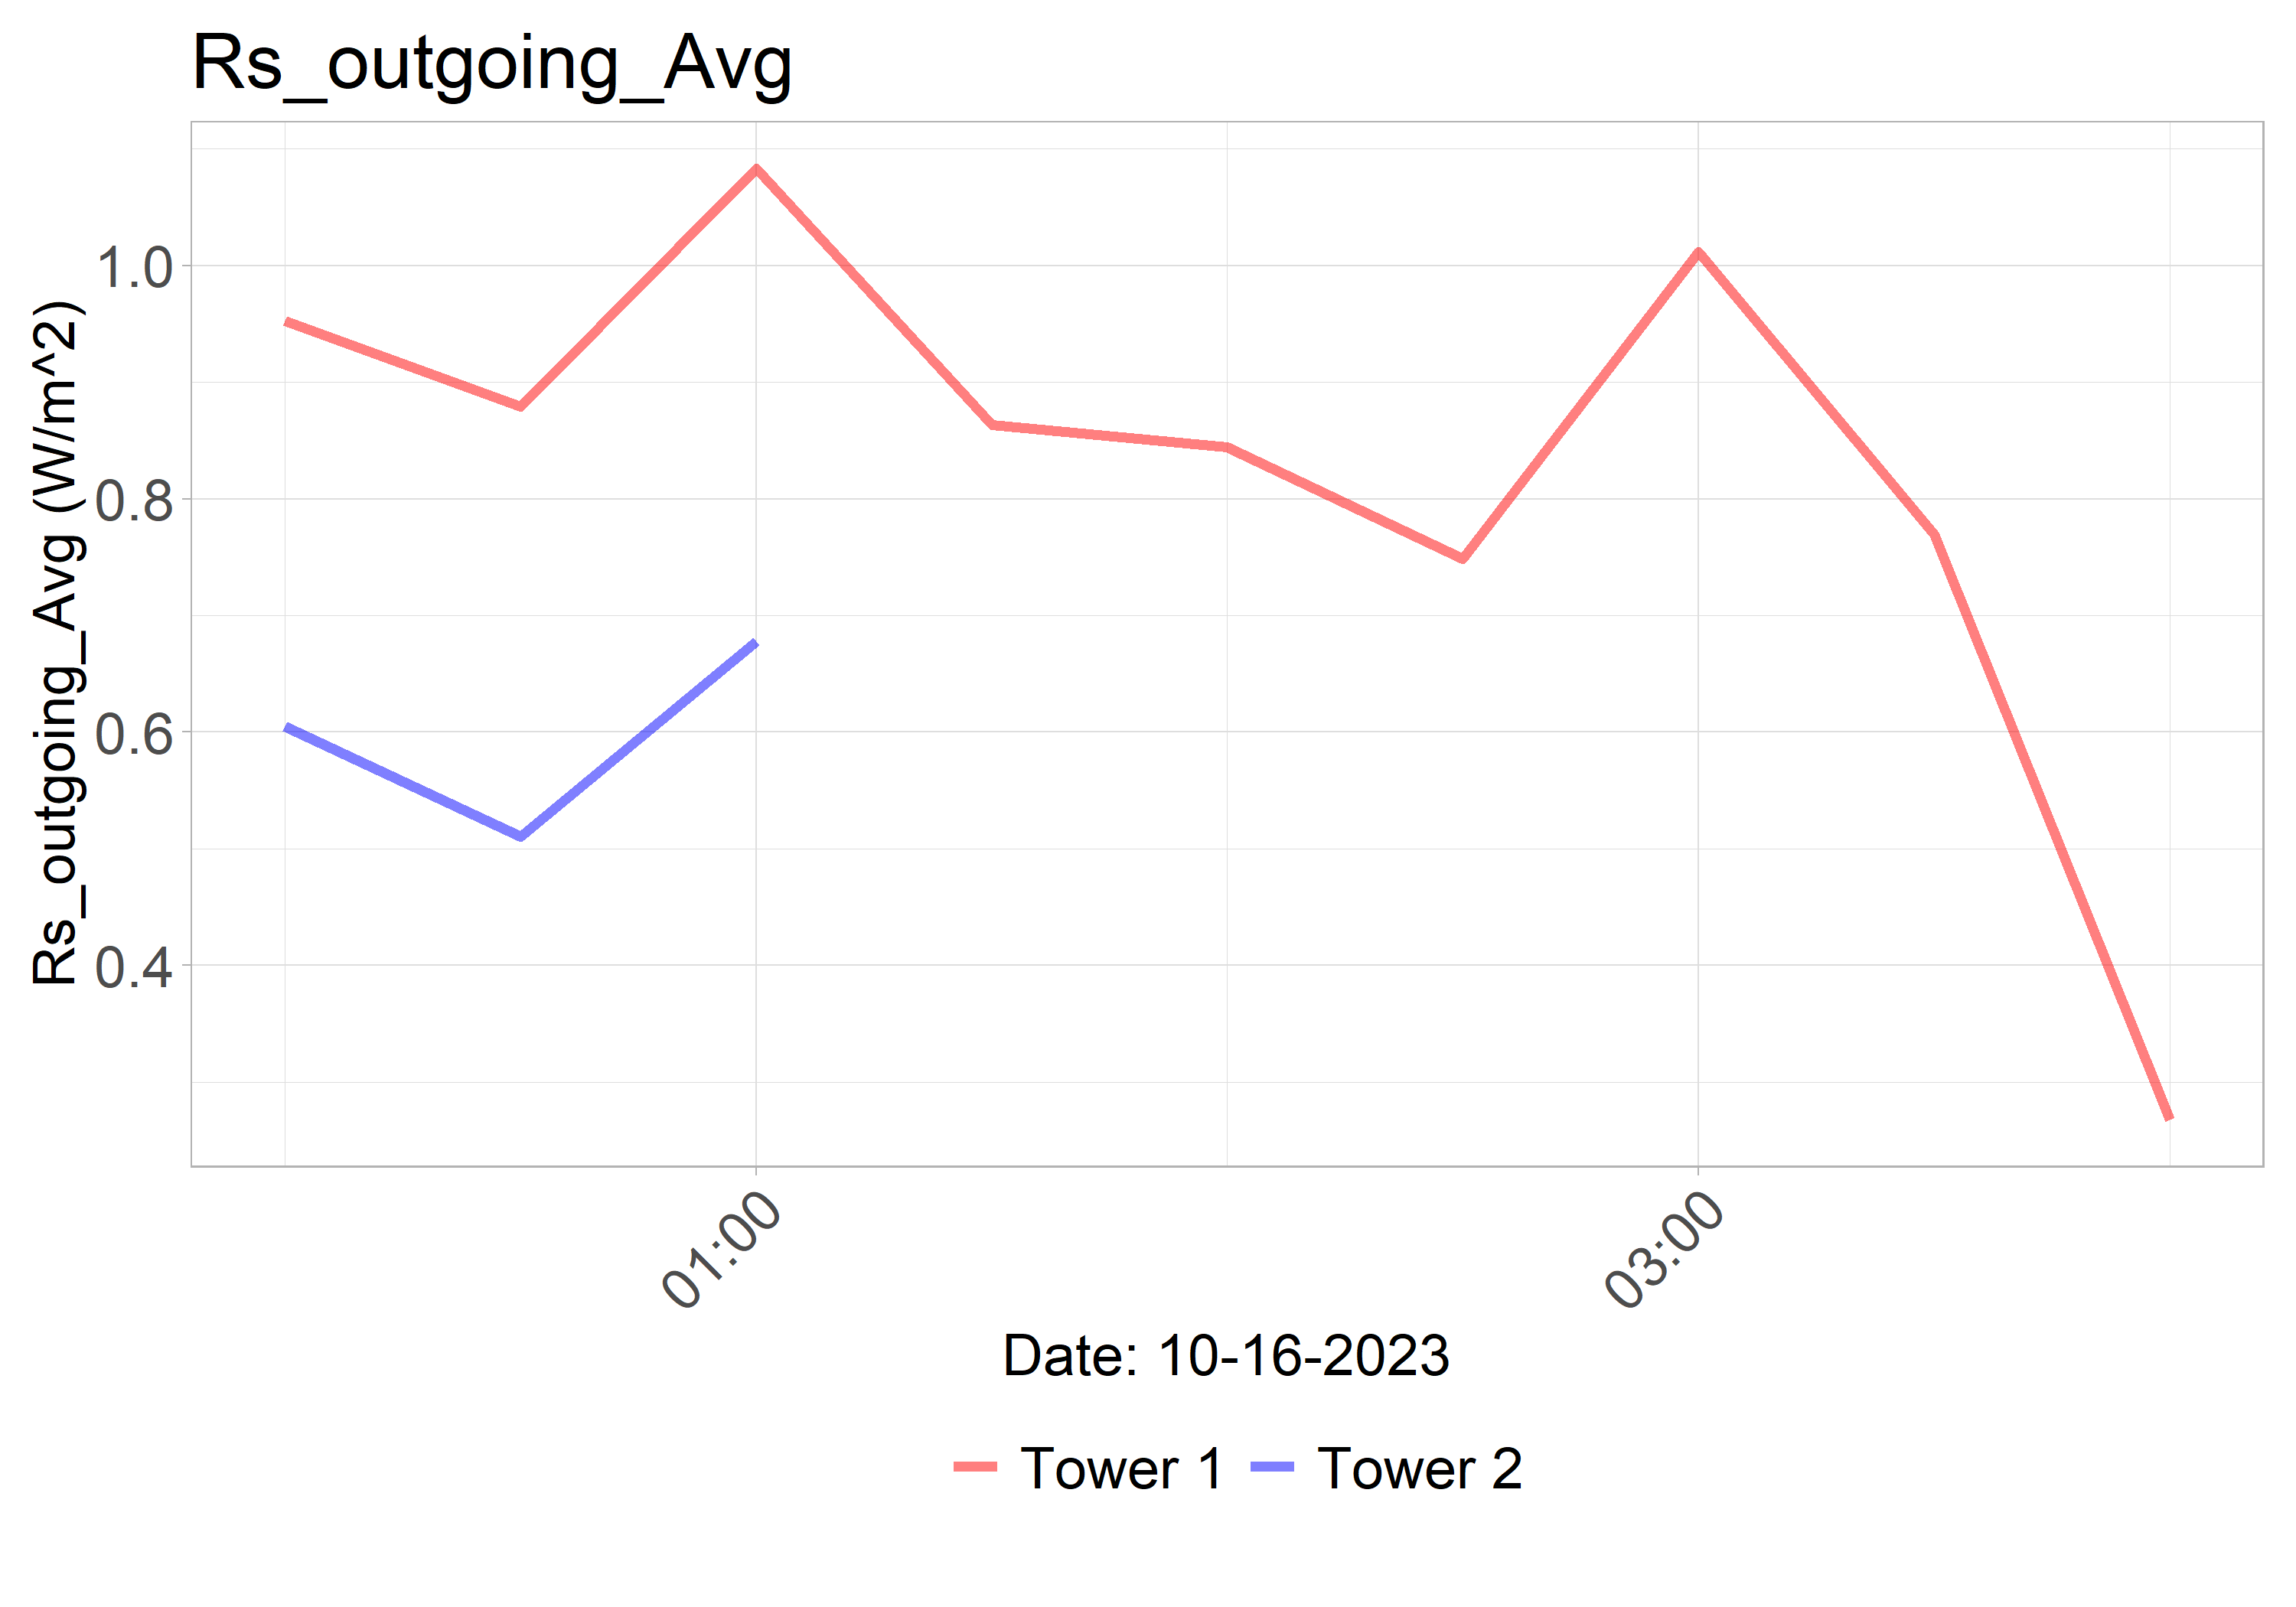 Rs_outgoing_Avg
Rs_outgoing_Avg (W/m^2)
1.0
0.8
0.6
0.4
01:00
03:00
Date: 10-16-2023
Tower 1
Tower 2